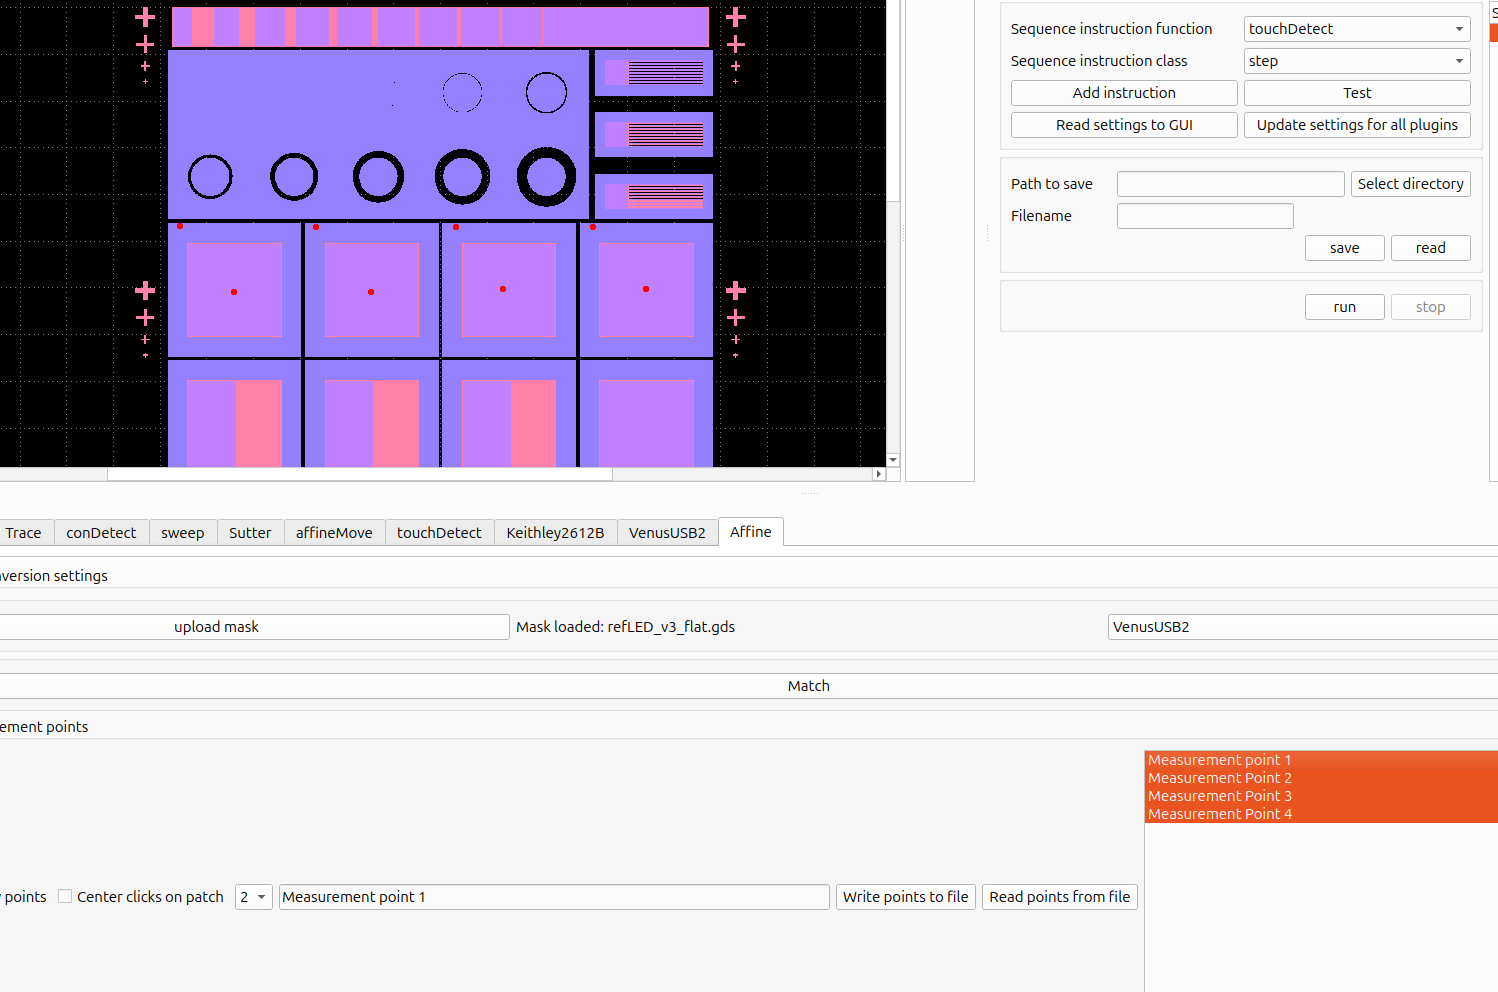 Sequence instruction function touchDetect
Sequence instruction class step
Add instruction Test
Read settings to GUI Update settings for all plugins
Path to save Select directory
Filename
save read
run stop
Trace conDetect sweep Sutter affineMove touchDetect Keithley2612B VenusUSB2 Affine
version settings
upload mask Mask loaded: refLED_v3_flat.gds VenusUSB2
Match
ement points
Measurement point 1
Measurement Point 2
Measurement Point 3
Measurement Point 4
points Center clicks on patch 2 Measurement point 1 Write points to file Read points from file